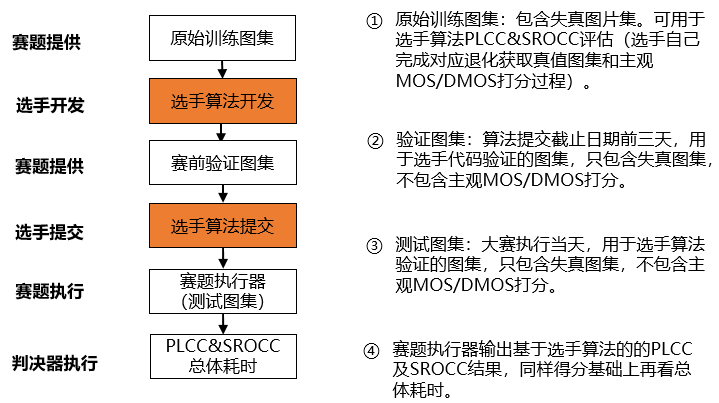 赛题提供
原始训练图集
选手开发
选手算法开发
赛题提供
赛前验证图集
选手提交
选手算法提交
赛题执行
赛题执行器
（测试图集）
判决器执行
PLCC&SROCC
总体耗时
① 原始训练图集：包含失真图片集。可用于
选手算法PLCC&SROCC评估（选手自己
完成对应退化获取真值图集和主观
MOS/DMOS打分过程）。
② 验证图集：算法提交截止日期前三天，用
于选手代码验证的图集，只包含失真图集，
不包含主观MOS/DMOS打分。
③ 测试图集：大赛执行当天，用于选手算法
验证的图集，只包含失真图集，不包含主
观MOS/DMOS打分。
④ 赛题执行器输出基于选手算法的的PLCC
及SROCC结果，同样得分基础上再看总
体耗时。